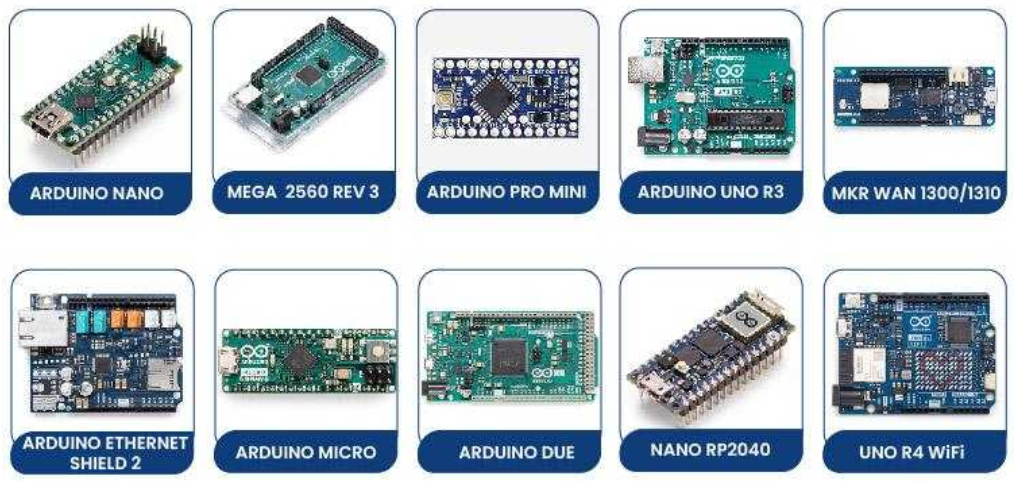 ARDUINO NANO
MEGA 2560 REV 3
ARDUINO PRO MINI
ARDUINO UNO R3
MKR WAN 1300/1310
ARDUINO ETHERNET
SHIELD 2
ARDUINO MICRO
ARDUINO DUE
NANO RP2040
UNO R4 WiFi